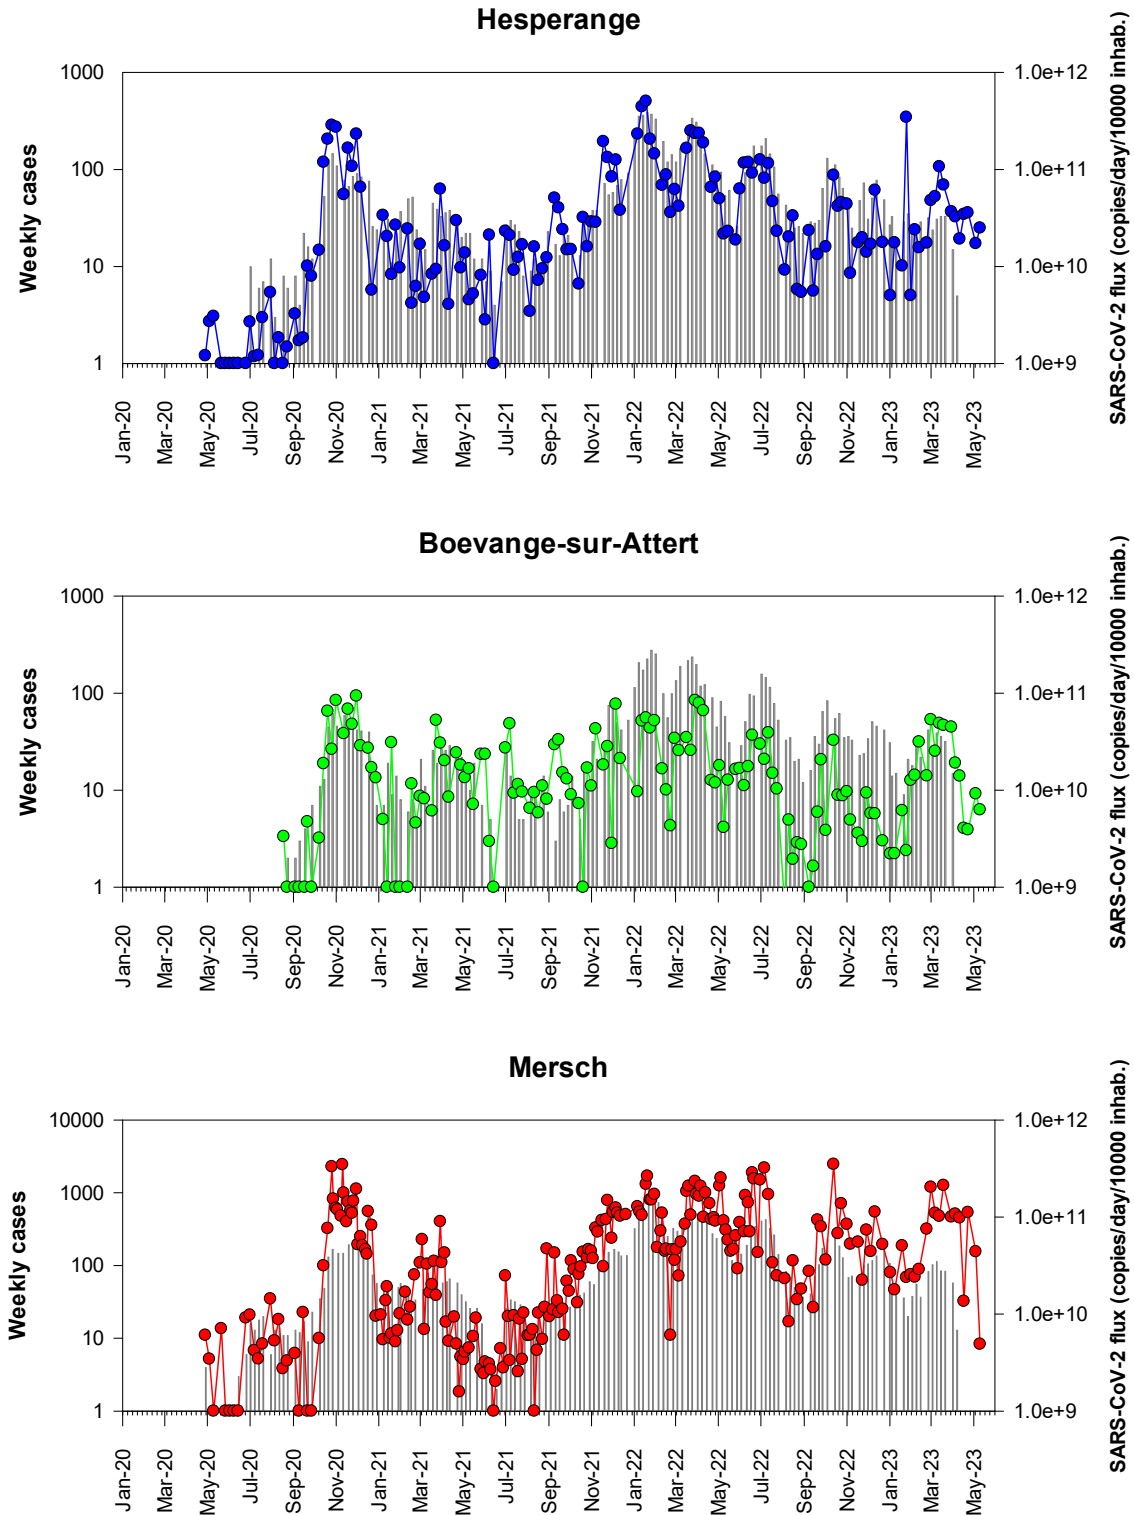 Hesperange
Weekly cases
SARS-CoV-2 flux (copies/day/10000 inhab.)
1000
100
10
1
1.0e+12
1.0e+11
1.0e+10
1.0e+9
Jan-20
Mar-20
May-20
Jul-20
Sep-20
Nov-20
Jan-21
Mar-21
May-21
Jul-21
Sep-21
Nov-21
Jan-22
Mar-22
May-22
Jul-22
Sep-22
Nov-22
Jan-23
Mar-23
May-23
Boevange-sur-Attert
Weekly cases
SARS-CoV-2 flux (copies/day/10000 inhab.)
1000
100
10
1
1.0e+12
1.0e+11
1.0e+10
1.0e+9
Jan-20
Mar-20
May-20
Jul-20
Sep-20
Nov-20
Jan-21
Mar-21
May-21
Jul-21
Sep-21
Nov-21
Jan-22
Mar-22
May-22
Jul-22
Sep-22
Nov-22
Jan-23
Mar-23
May-23
Mersch
Weekly cases
SARS-CoV-2 flux (copies/day/10000 inhab.)
10000
1000
100
10
1
1.0e+12
1.0e+11
1.0e+10
1.0e+9
Jan-20
Mar-20
May-20
Jul-20
Sep-20
Nov-20
Jan-21
Mar-21
May-21
Jul-21
Sep-21
Nov-21
Jan-22
Mar-22
May-22
Jul-22
Sep-22
Nov-22
Jan-23
Mar-23
May-23